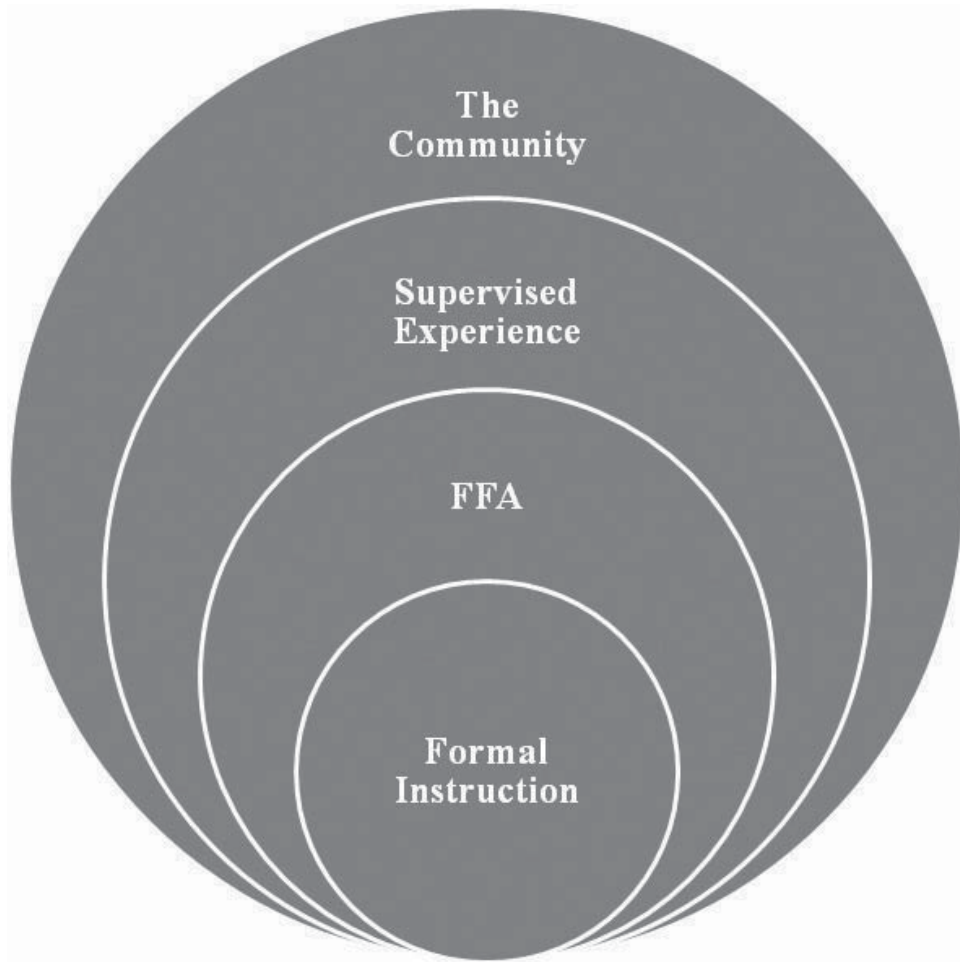 The
Community
Supervised
Experience
FFA
Formal
Instruction